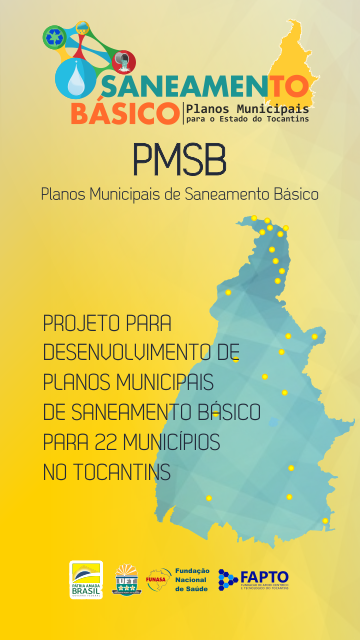 SANEAMENTO
BÁSICO Planos Municipais
para o Estado do Tocantins
PMSB
Planos Municipais de Saneamento Básico
PROJETO PARA
DESENVOLVIMENTO DE
PLANOS MUNICIPAIS
DE SANEAMENTO BÁSICO
PARA 22 MUNICÍPIOS
NO TOCANTINS
PÁTRIA AMADA
BRASIL
UFT
FUNASA
Fundação
Nacional
de Saúde
FAPTO